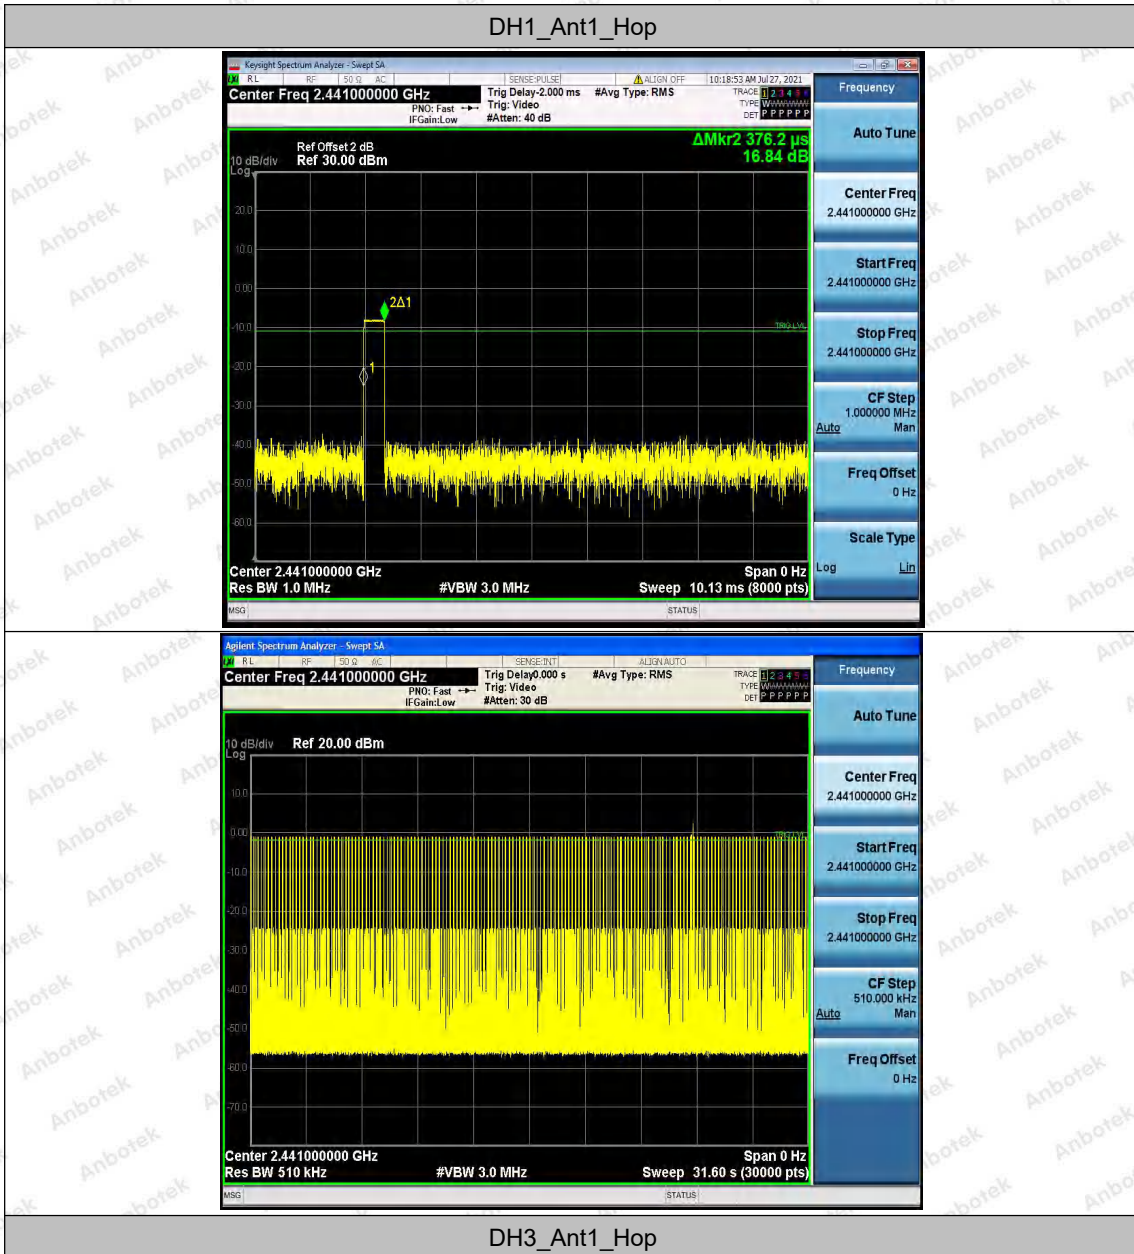 DH1_Ant1_Hop
Keysight Spectrum Analyzer - Swept SA
RL RF 50 Ω AC SENSE:PULSE ALIGN OFF 10:18:53 AM Jul 27, 2021
Center Freq 2.441000000 GHz
PNO: Fast
IFGain:Low
Trig Delay-2.000 ms
Trig: Video
#Atten: 40 dB
#Avg Type: RMS
TRACE 1 2 3 4 5 6
TYPE
DET P P P P P P
Ref Offset 2 dB
10 dB/div Ref 30.00 dBm
Log
ΔMkr2 376.2 µs
16.84 dB
20.0
10.0
0.00
-10.0
-20.0
-30.0
-40.0
-50.0
-60.0
2Δ1
1
TRIG LVL
Center 2.441000000 GHz Span 0 Hz
Res BW 1.0 MHz #VBW 3.0 MHz Sweep 10.13 ms (8000 pts)
MSG STATUS
Frequency
Auto Tune
Center Freq
2.441000000 GHz
Start Freq
2.441000000 GHz
Stop Freq
2.441000000 GHz
CF Step
1.000000 MHz
Auto Man
Freq Offset
0 Hz
Scale Type
Log Lin
Agilent Spectrum Analyzer - Swept SA
RL RF 50 Ω AC SENSE:INT ALIGNAUTO
Center Freq 2.441000000 GHz
PNO: Fast
IFGain:Low
Trig Delay0.000 s
Trig: Video
#Atten: 30 dB
#Avg Type: RMS
TRACE 1 2 3 4 5 6
TYPE
DET P P P P P P
10 dB/div Ref 20.00 dBm
Log
10.0
0.00
-10.0
-20.0
-30.0
-40.0
-50.0
-60.0
-70.0
TRIG LVL
Center 2.441000000 GHz Span 0 Hz
Res BW 510 kHz #VBW 3.0 MHz Sweep 31.60 s (30000 pts)
MSG STATUS
Frequency
Auto Tune
Center Freq
2.441000000 GHz
Start Freq
2.441000000 GHz
Stop Freq
2.441000000 GHz
CF Step
510.000 kHz
Auto Man
Freq Offset
0 Hz
DH3_Ant1_Hop